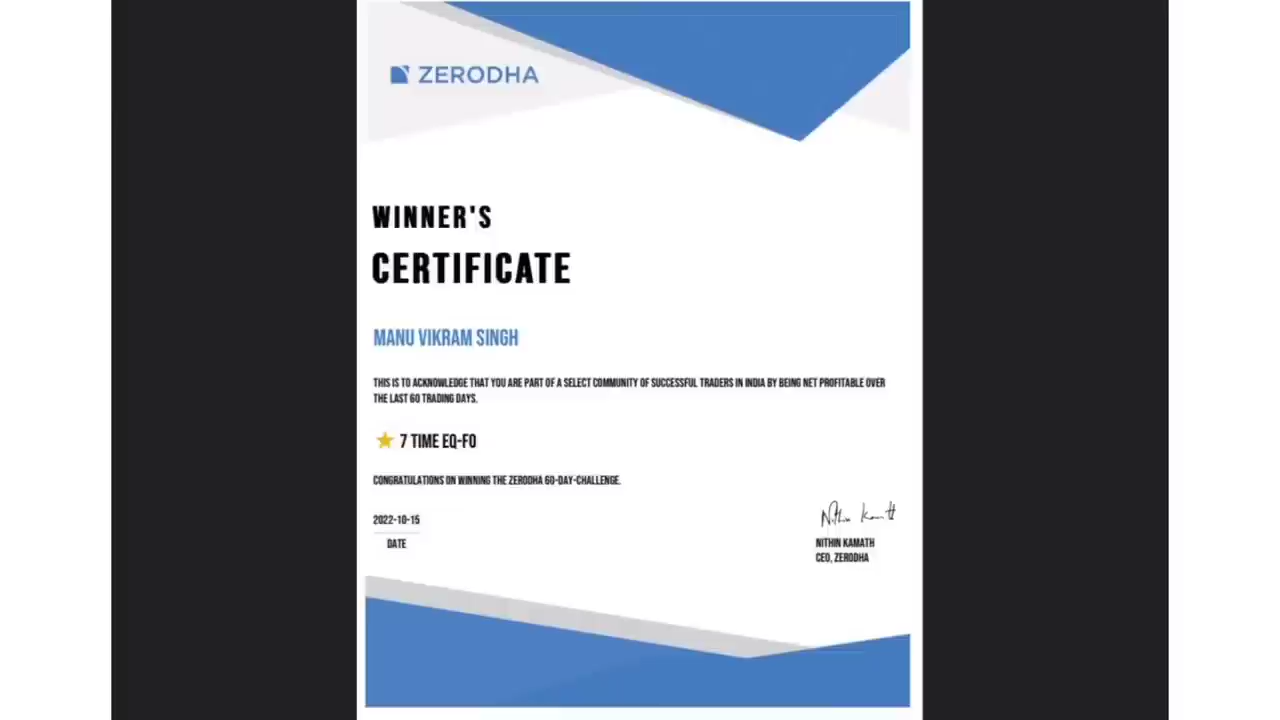 ZERODHA
WINNER'S
CERTIFICATE
MANU VIKRAM SINGH
THIS IS TO ACKNOWLEDGE THAT YOU ARE PART OF A SELECT COMMUNITY OF SUCCESSFUL TRADERS IN INDIA BY BEING NET PROFITABLE OVER
THE LAST 60 TRADING DAYS.
7 TIME EQ-FO
CONGRATULATIONS ON WINNING THE ZERODHA 60-DAY-CHALLENGE.
2022-10-15
DATE
Nithin Kamath
NITHIN KAMATH
CEO, ZERODHA